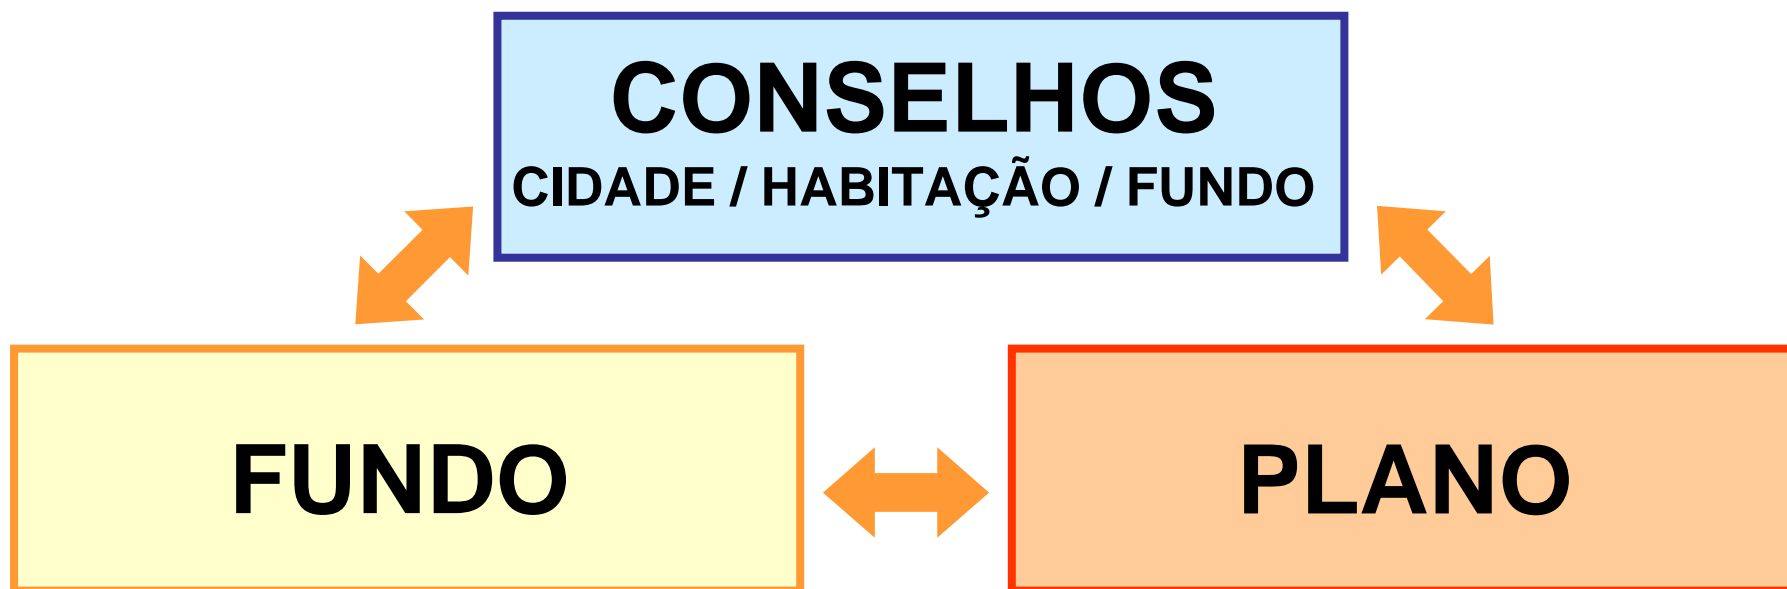 CONSELHOS
CIDADE / HABITAÇÃO / FUNDO
FUNDO
PLANO